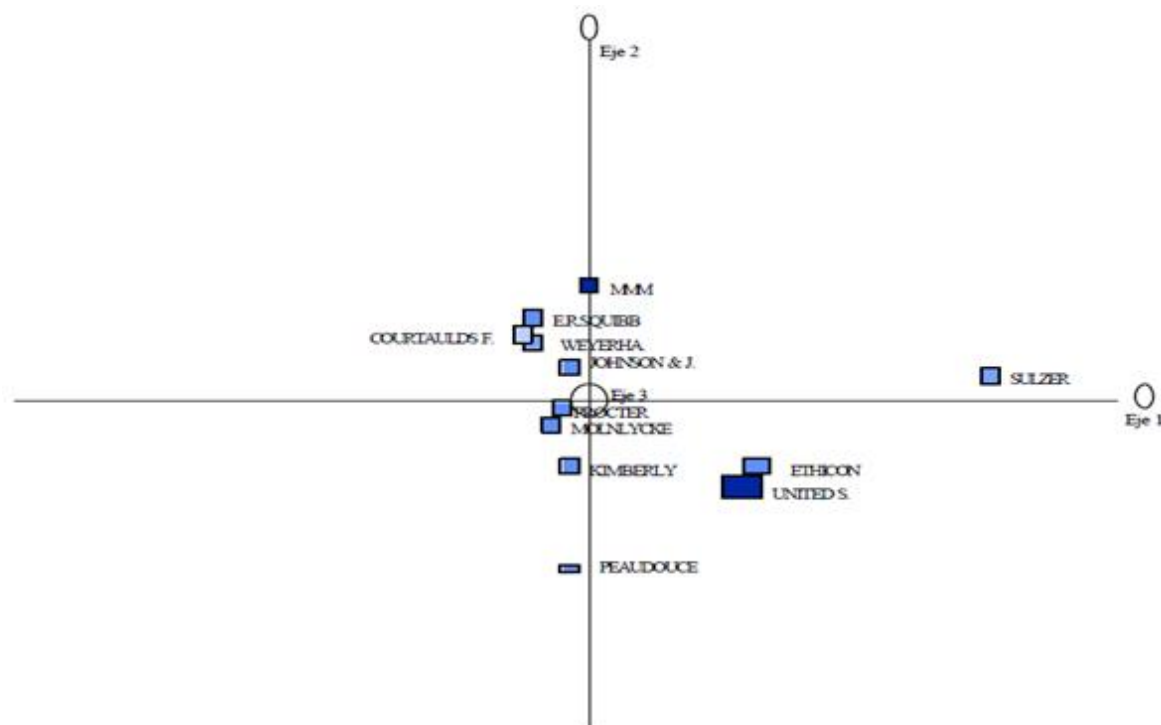 Eje 2
MMM
E.R.SQUIBB
COURTAULDS F.
WEYERHA.
JOHNSON & J.
SULZER
Eje 3
PROCTER
Eje 1
MOLNLYCKE
KIMBERLY
ETHICON
UNITED S.
PEAUDOUCE